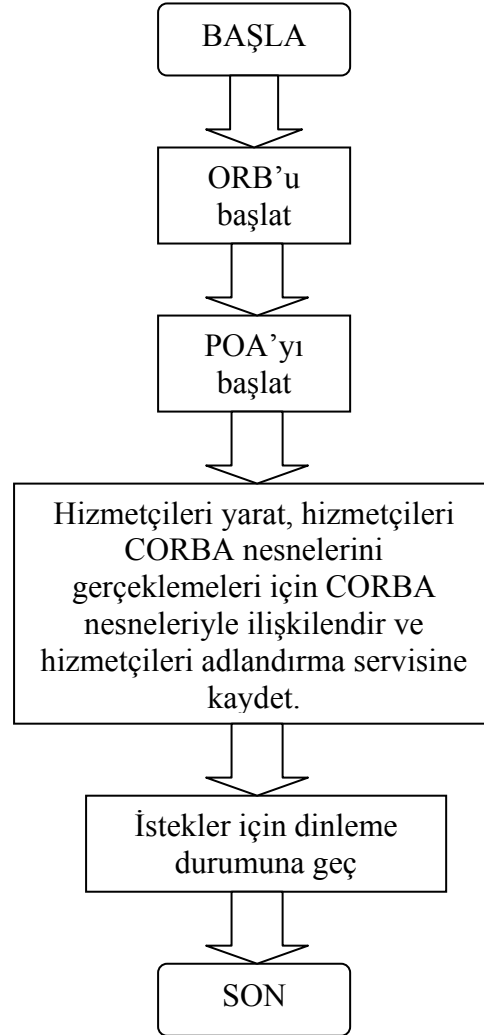 BAŞLA
ORB’u
başlat
POA’yı
başlat
Hizmetçileri yarat, hizmetçileri
CORBA nesnelerini
gerçeklemeleri için CORBA
nesneleriyle ilişkilendir ve
hizmetçileri adlandırma servisine
kaydet.
İstekler için dinleme
durumuna geç
SON